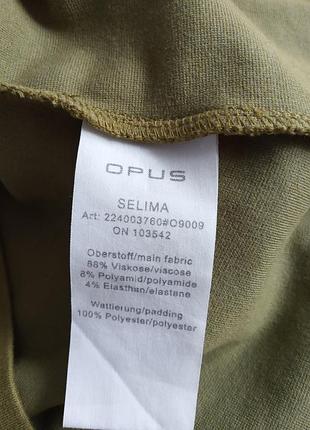 OPUS
SELIMA
Art: 224003760#O9009
ON 103542
Oberstoff/main fabric
88% Viskose/viscose
8% Polyamid/polyamide
4% Elasthan/elastene
Wattierung/padding
100% Polyester/polyester